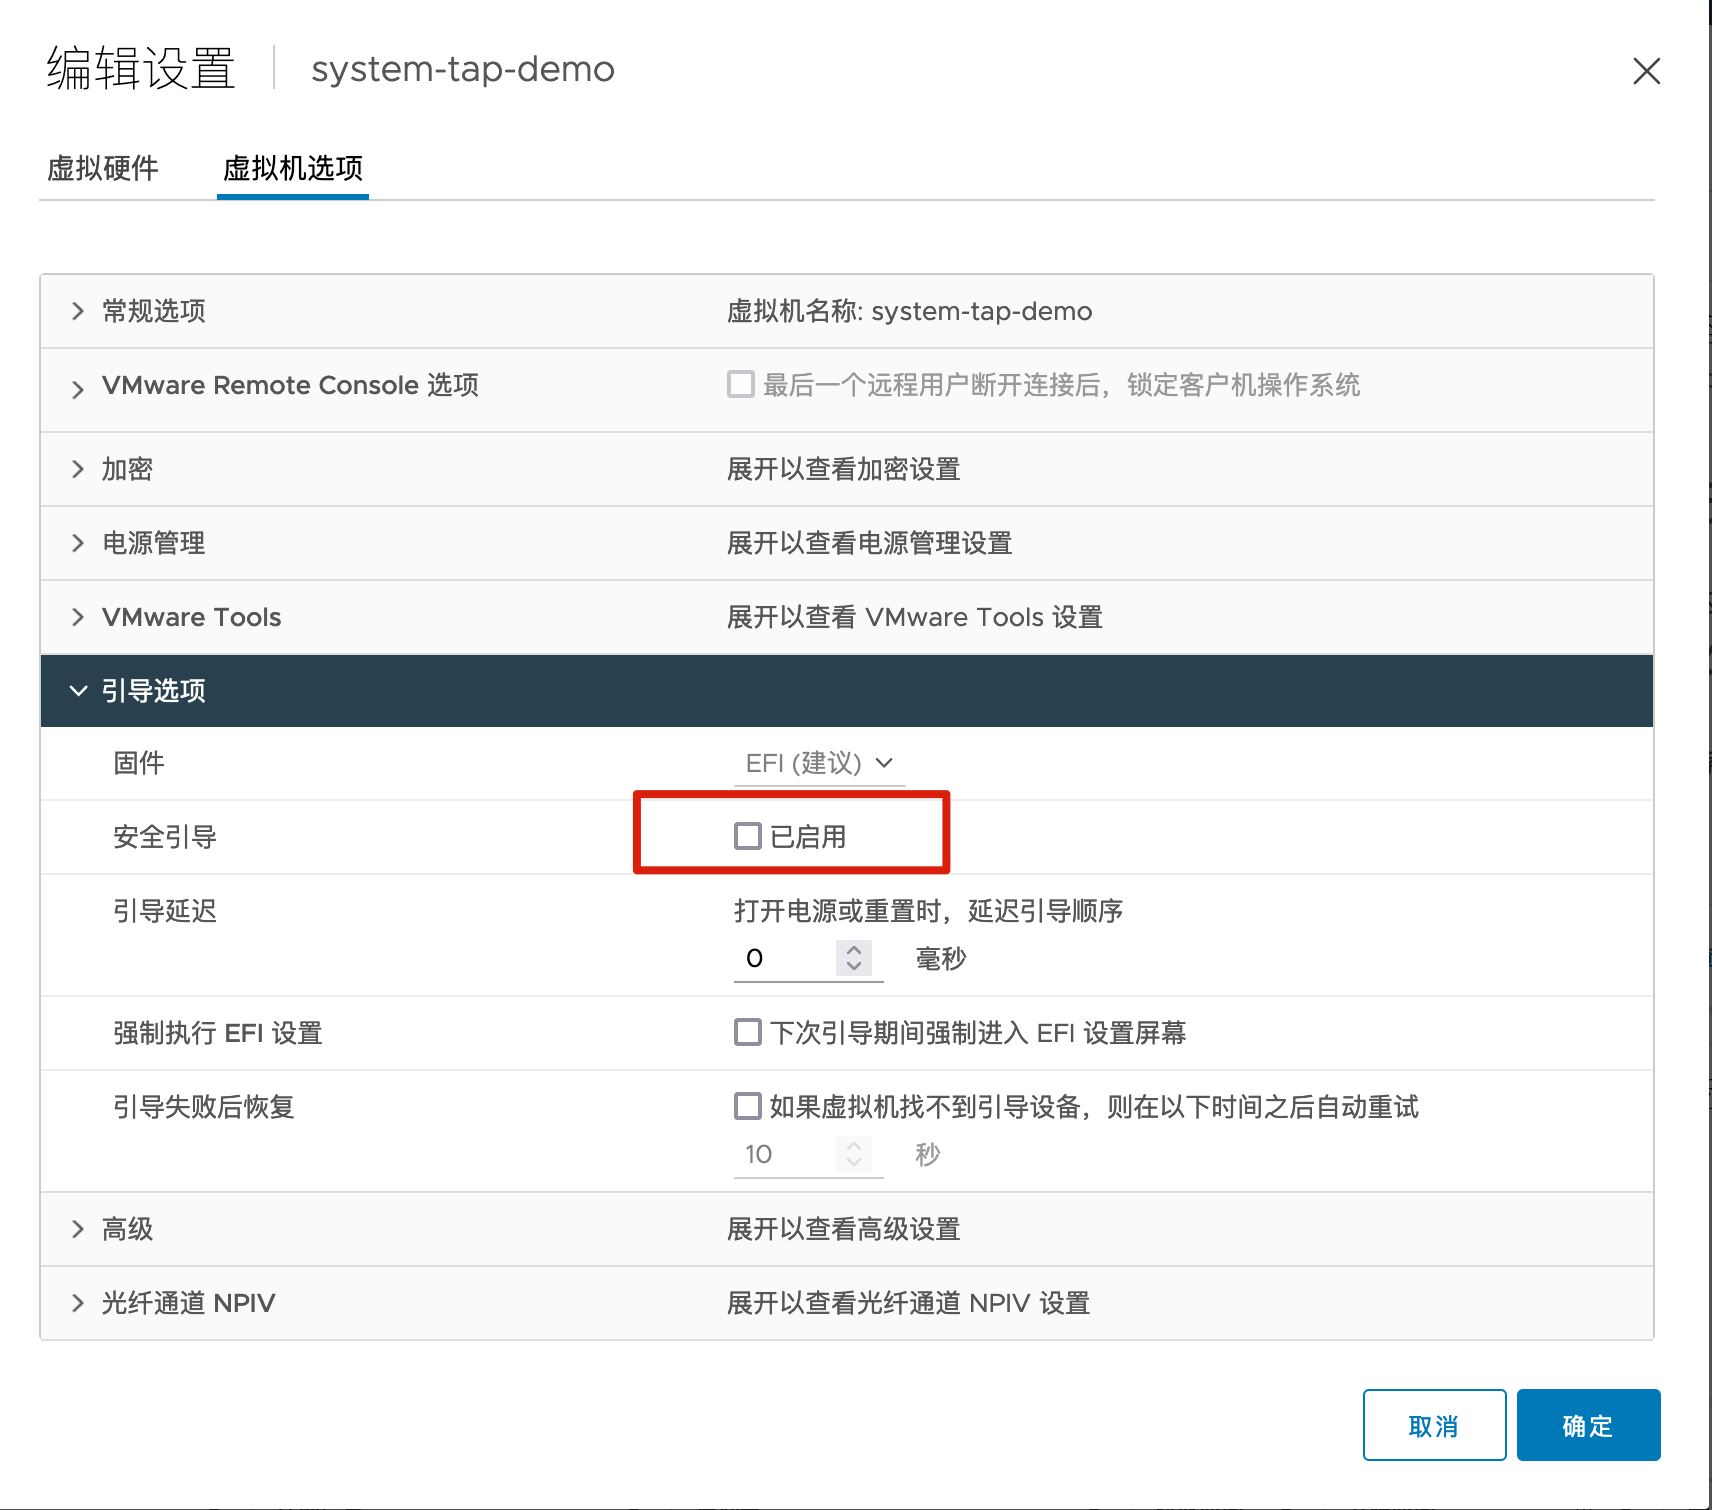 编辑设置 system-tap-demo
虚拟硬件 虚拟机选项
常规选项 虚拟机名称: system-tap-demo
VMware Remote Console 选项 最后一个远程用户断开连接后，锁定客户机操作系统
加密 展开以查看加密设置
电源管理 展开以查看电源管理设置
VMware Tools 展开以查看 VMware Tools 设置
引导选项
固件 EFI (建议)
安全引导 已启用
引导延迟 打开电源或重置时，延迟引导顺序
0 毫秒
强制执行 EFI 设置 下次引导期间强制进入 EFI 设置屏幕
引导失败后恢复 如果虚拟机找不到引导设备，则在以下时间之后自动重试
10 秒
高级 展开以查看高级设置
光纤通道 NPIV 展开以查看光纤通道 NPIV 设置
取消 确定